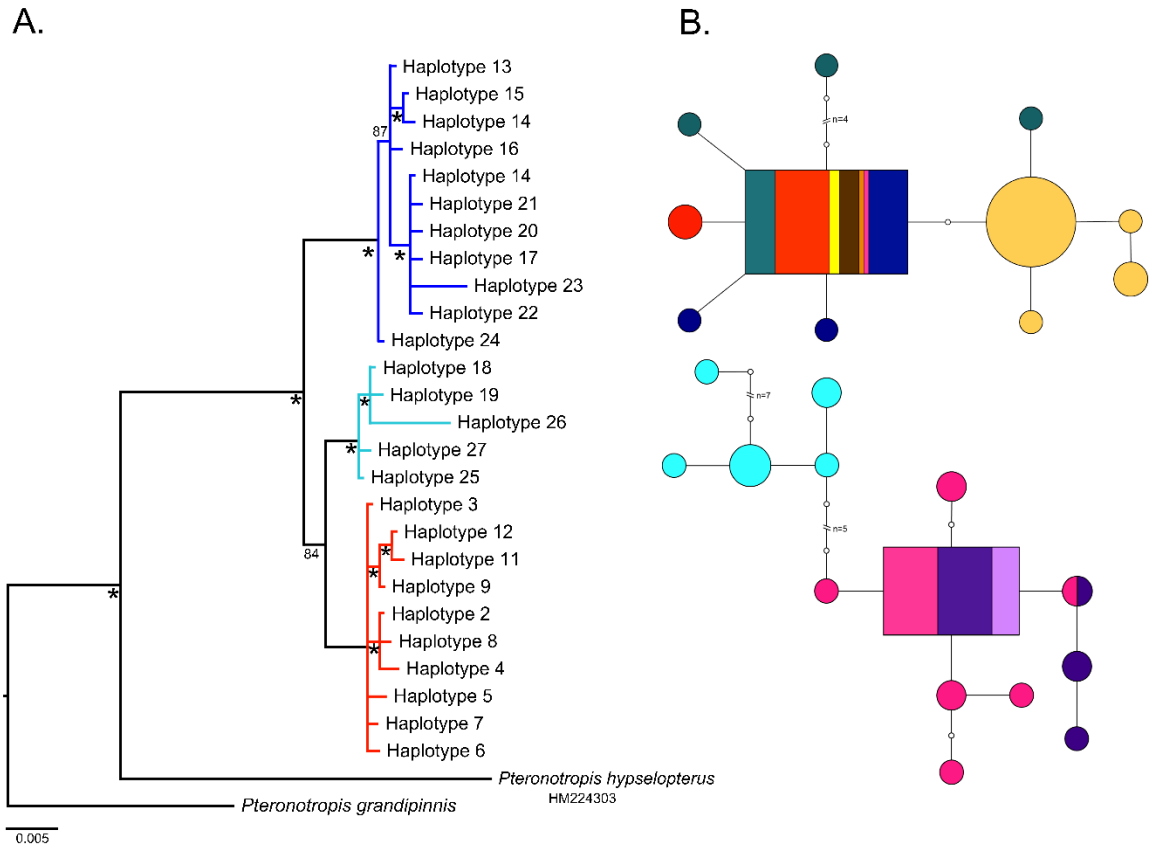 A.
Haplotype 13
Haplotype 15
*
Haplotype 14
87
Haplotype 16
Haplotype 14
Haplotype 21
Haplotype 20
*
*
Haplotype 17
Haplotype 23
Haplotype 22
Haplotype 24
Haplotype 18
Haplotype 19
*
*
Haplotype 26
Haplotype 27
*
Haplotype 25
Haplotype 3
Haplotype 12
*
Haplotype 11
84
*
Haplotype 9
*
Haplotype 2
Haplotype 8
*
Haplotype 4
Haplotype 5
Haplotype 7
Haplotype 6
Pteronotropis hypselopterus
HM224303
Pteronotropis grandipinnis
0.005
B.
n=4
n=7
n=5